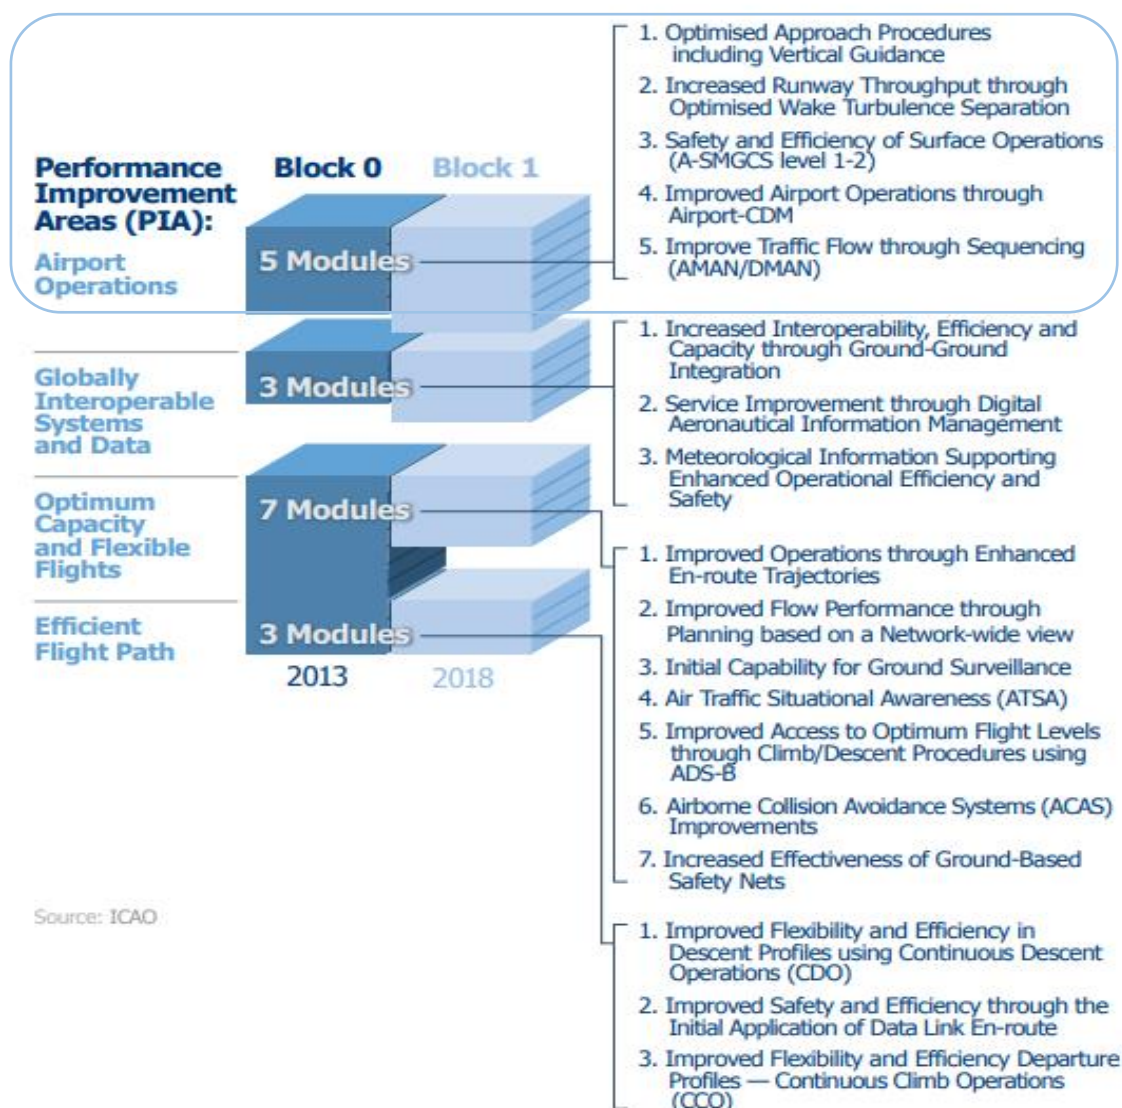 Performance
Improvement
Areas (PIA):
Block 0
Block 1
Airport
Operations
5 Modules
1. Optimised Approach Procedures
including Vertical Guidance
2. Increased Runway Throughput through
Optimised Wake Turbulence Separation
3. Safety and Efficiency of Surface Operations
(A-SMGCS level 1-2)
4. Improved Airport Operations through
Airport-CDM
5. Improve Traffic Flow through Sequencing
(AMAN/DMAN)
Globally
Interoperable
Systems
and Data
3 Modules
1. Increased Interoperability, Efficiency and
Capacity through Ground-Ground
Integration
2. Service Improvement through Digital
Aeronautical Information Management
3. Meteorological Information Supporting
Enhanced Operational Efficiency and
Safety
Optimum
Capacity
and Flexible
Flights
7 Modules
1. Improved Operations through Enhanced
En-route Trajectories
2. Improved Flow Performance through
Planning based on a Network-wide view
3. Initial Capability for Ground Surveillance
4. Air Traffic Situational Awareness (ATSA)
5. Improved Access to Optimum Flight Levels
through Climb/Descent Procedures using
ADS-B
6. Airborne Collision Avoidance Systems (ACAS)
Improvements
7. Increased Effectiveness of Ground-Based
Safety Nets
Efficient
Flight Path
3 Modules
2013
2018
1. Improved Flexibility and Efficiency in
Descent Profiles using Continuous Descent
Operations (CDO)
2. Improved Safety and Efficiency through the
Initial Application of Data Link En-route
3. Improved Flexibility and Efficiency Departure
Profiles — Continuous Climb Operations
(CCO)
Source: ICAO